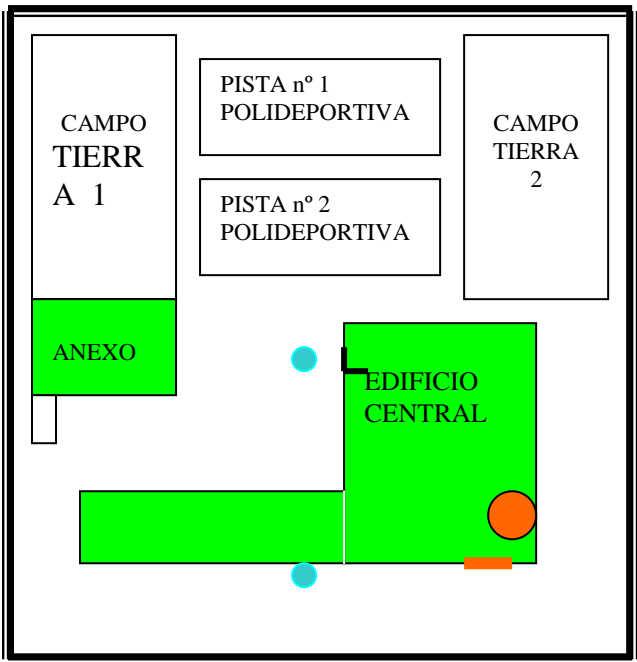 CAMPO
TIERR
A 1
PISTA nº 1
POLIDEPORTIVA
PISTA nº 2
POLIDEPORTIVA
CAMPO
TIERRA
2
ANEXO
EDIFICIO
CENTRAL